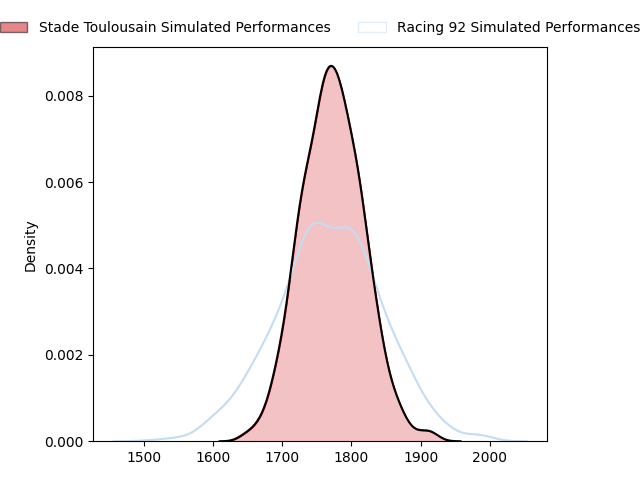 Stade Toulousain Simulated Performances Racing 92 Simulated Performances
0.008
0.006
0.004
0.002
0.000
Density
1500 1600 1700 1800 1900 2000